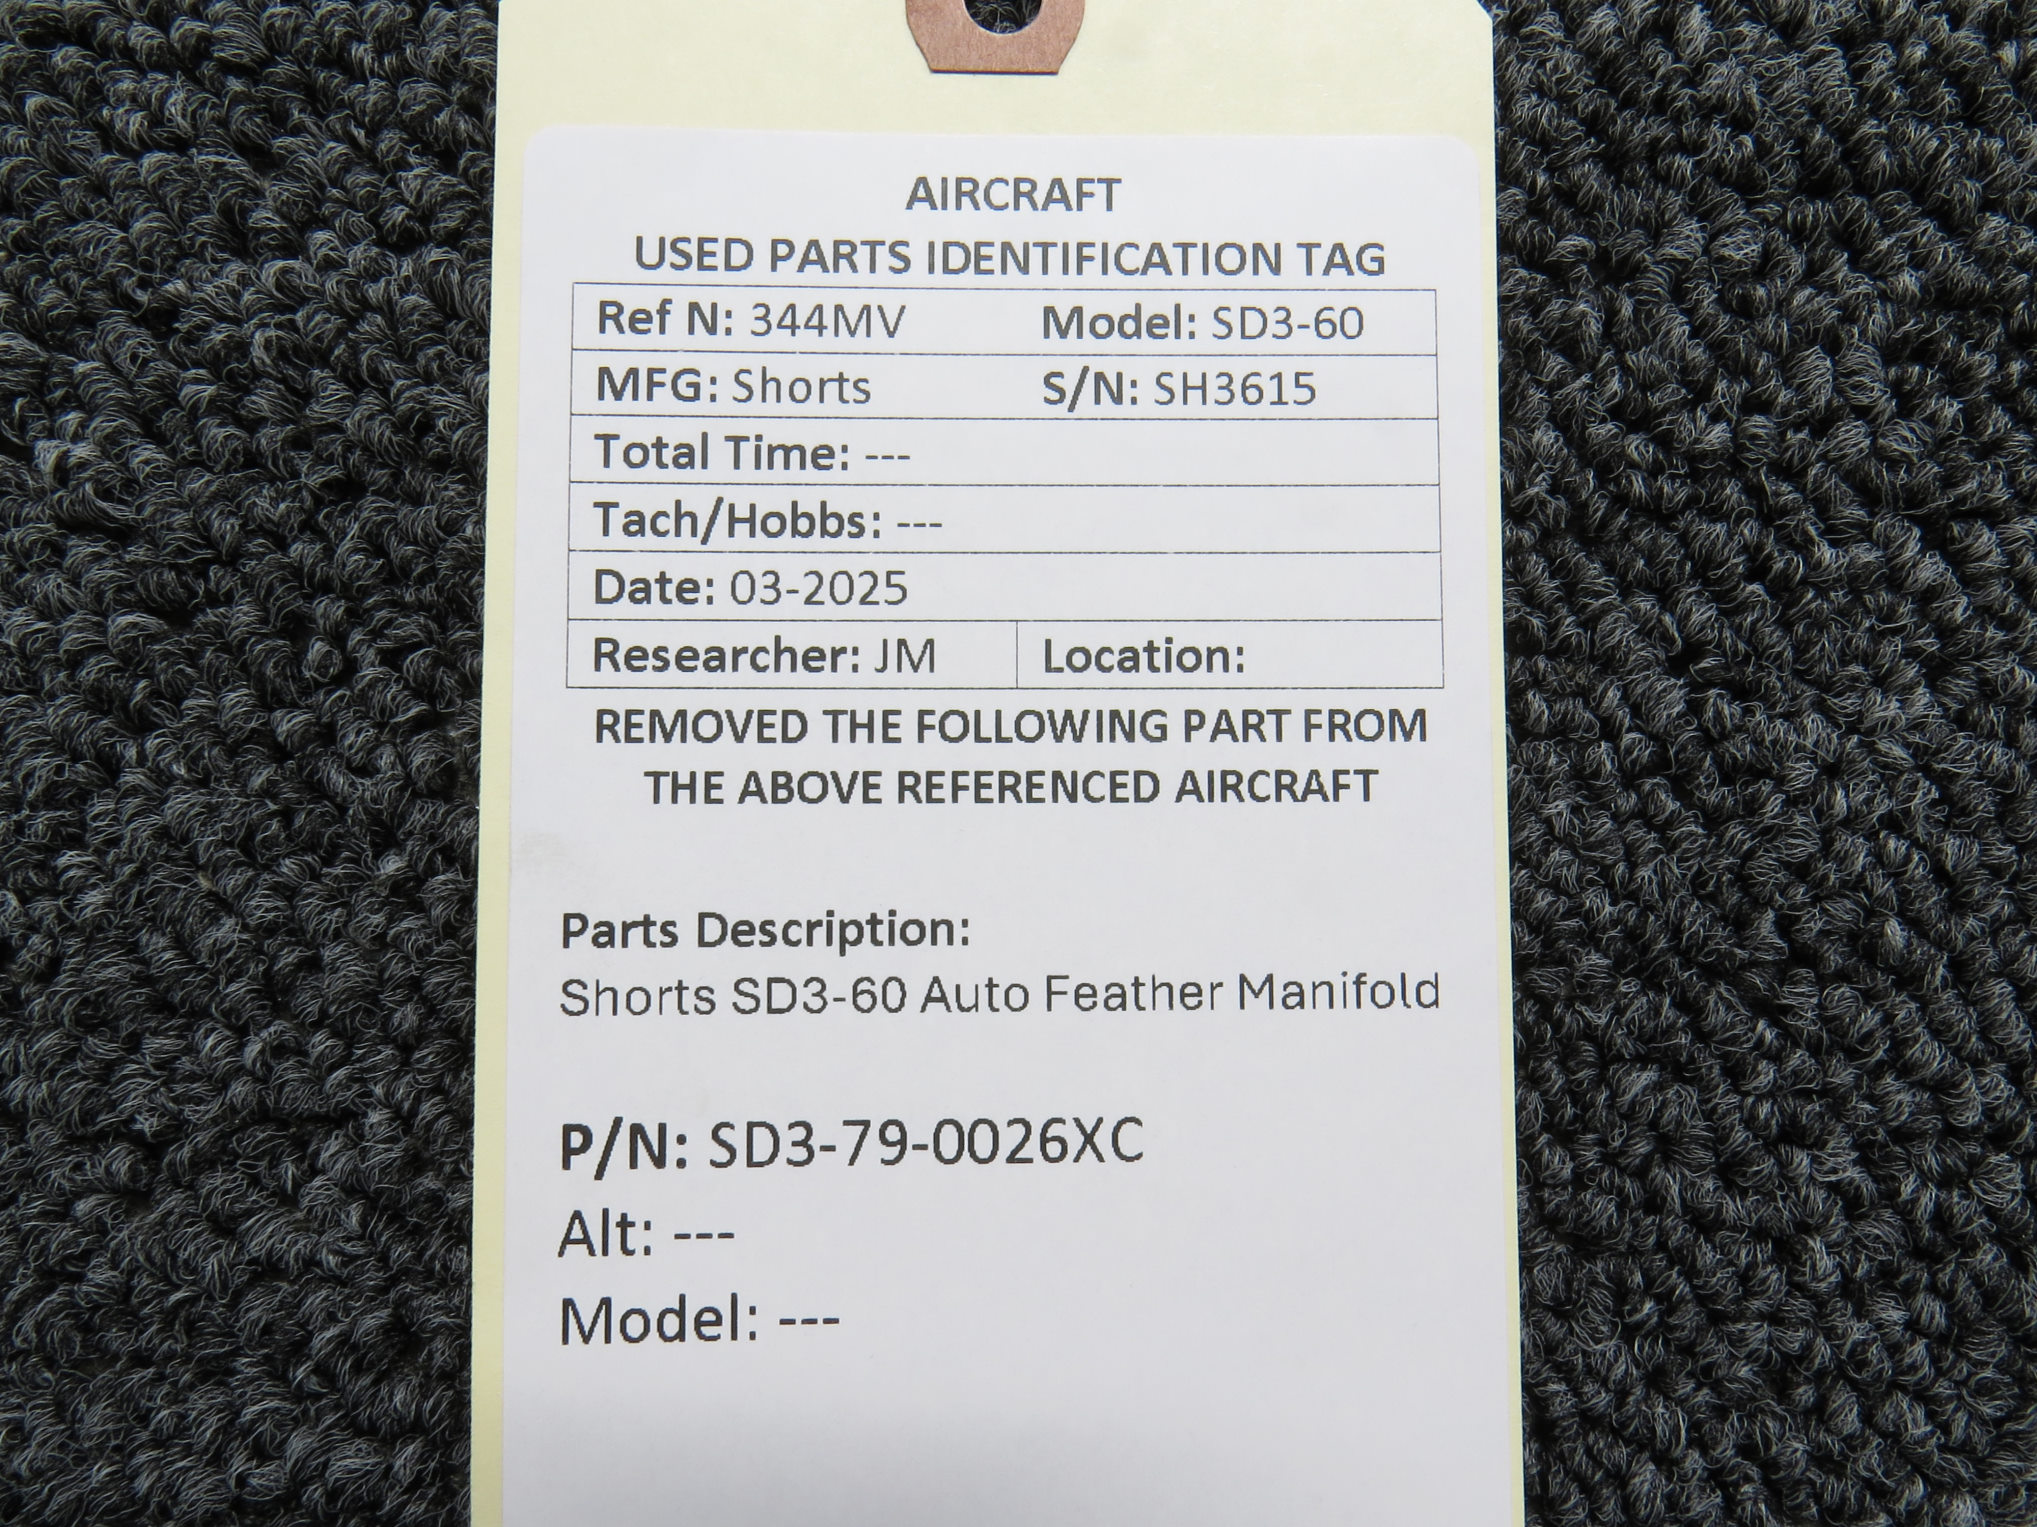 AIRCRAFT
USED PARTS IDENTIFICATION TAG
Ref N: 344MV Model: SD3-60
MFG: Shorts S/N: SH3615
Total Time: ---
Tach/Hobbs: ---
Date: 03-2025
Researcher: JM Location:
REMOVED THE FOLLOWING PART FROM
THE ABOVE REFERENCED AIRCRAFT
Parts Description:
Shorts SD3-60 Auto Feather Manifold
P/N: SD3-79-0026XC
Alt: ---
Model: ---